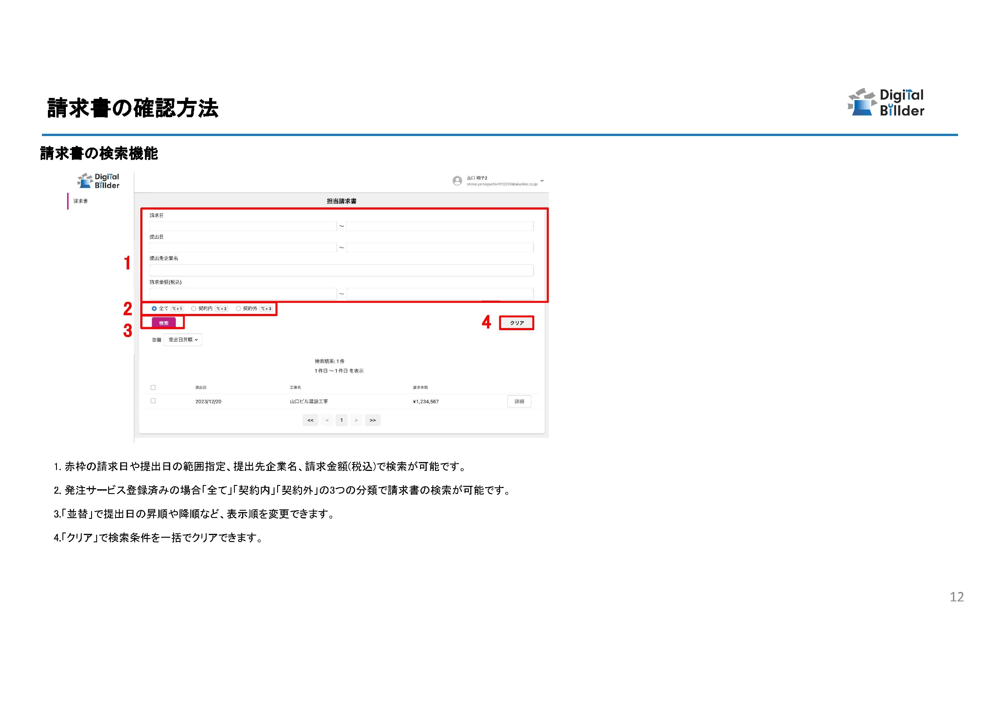 請求書の確認方法
Digital
Billder
請求書の検索機能
Digital
Billder
山口 翔子2
shoko.yamaguchi+1112233@akariinc.co.jp
請求書
担当請求書
請求日
~
提出日
~
提出先企業名
1
請求金額(税込)
~
2
全て ⌥+1 契約内 ⌥+2 契約外 ⌥+3
3
検索
4
クリア
並替 提出日昇順
検索結果: 1 件
1 件目 ~ 1 件目 を表示
提出日 工事名 請求金額
2023/12/20 山口ビル建設工事 ¥1,234,567 詳細
<< < 1 > >>
1. 赤枠の請求日や提出日の範囲指定、提出先企業名、請求金額(税込)で検索が可能です。
2. 発注サービス登録済みの場合「全て」「契約内」「契約外」の3つの分類で請求書の検索が可能です。
3.「並替」で提出日の昇順や降順など、表示順を変更できます。
4.「クリア」で検索条件を一括でクリアできます。
12